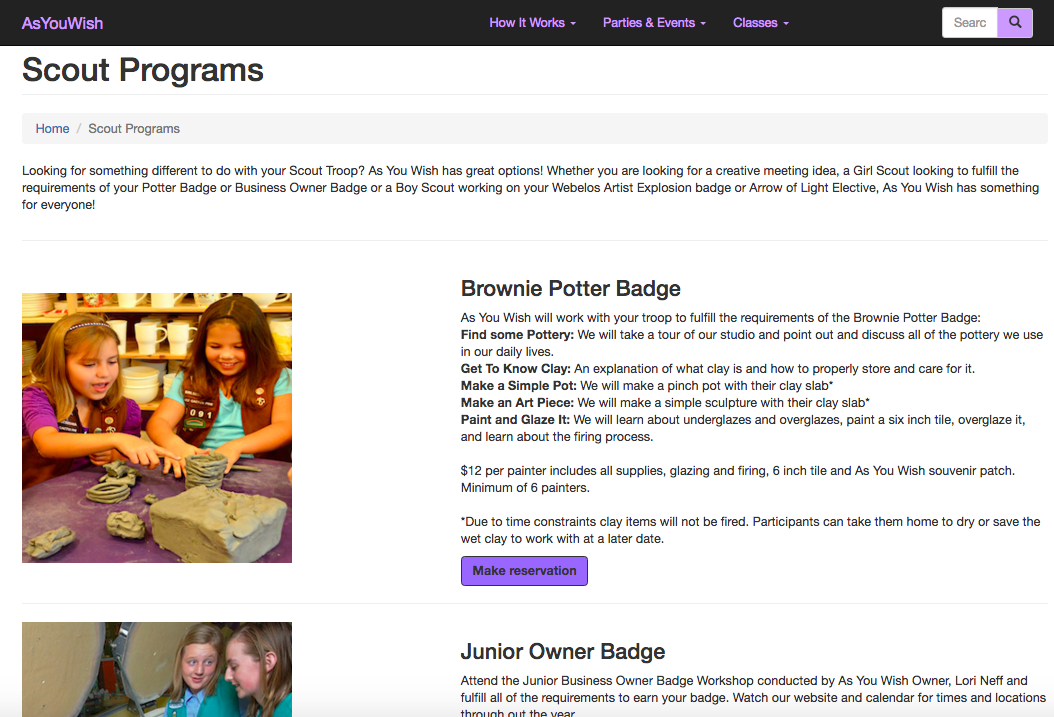 AsYouWish
How It Works
Parties & Events
Classes
Searc
Scout Programs
Home / Scout Programs
Looking for something different to do with your Scout Troop? As You Wish has great options! Whether you are looking for a creative meeting idea, a Girl Scout looking to fulfill the
requirements of your Potter Badge or Business Owner Badge or a Boy Scout working on your Webelos Artist Explosion badge or Arrow of Light Elective, As You Wish has something
for everyone!
Brownie Potter Badge
As You Wish will work with your troop to fulfill the requirements of the Brownie Potter Badge:
Find some Pottery: We will take a tour of our studio and point out and discuss all of the pottery we use
in our daily lives.
Get To Know Clay: An explanation of what clay is and how to properly store and care for it.
Make a Simple Pot: We will make a pinch pot with their clay slab*
Make an Art Piece: We will make a simple sculpture with their clay slab*
Paint and Glaze It: We will learn about underglazes and overglazes, paint a six inch tile, overglaze it,
and learn about the firing process.
$12 per painter includes all supplies, glazing and firing, 6 inch tile and As You Wish souvenir patch.
Minimum of 6 painters.
*Due to time constraints clay items will not be fired. Participants can take them home to dry or save the
wet clay to work with at a later date.
Make reservation
Junior Owner Badge
Attend the Junior Business Owner Badge Workshop conducted by As You Wish Owner, Lori Neff and
fulfill all of the requirements to earn your badge. Watch our website and calendar for times and locations
through out the year.